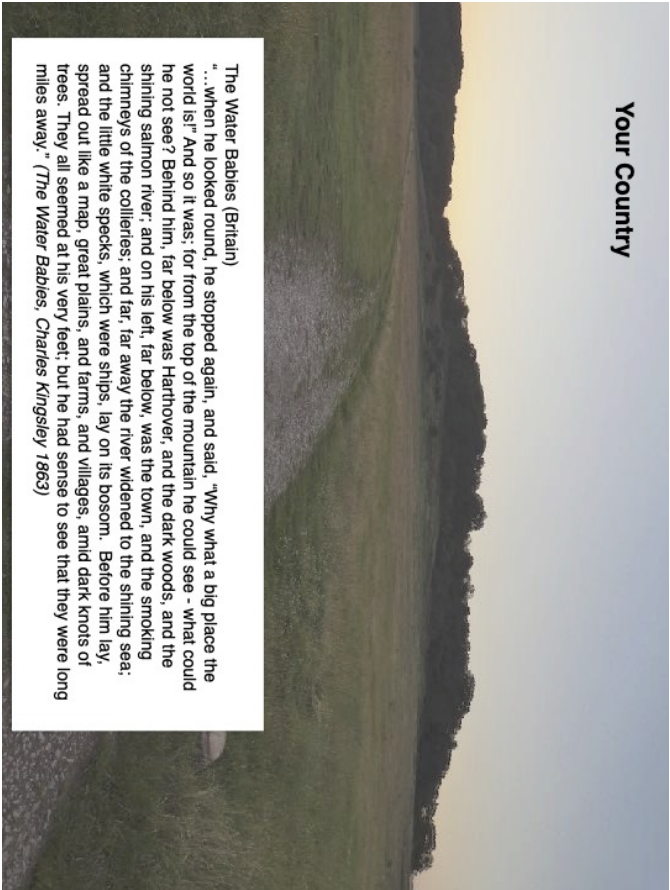 Your Country
The Water Babies (Britain)
“…when he looked round, he stopped again, and said, “Why what a big place the
world is!” And so it was; for from the top of the mountain he could see - what could
he not see? Behind him, far below was Harthover, and the dark woods, and the
shining salmon river; and on his left, far below, was the town, and the smoking
chimneys of the collieries; and far, far away the river widened to the shining sea;
and the little white specks, which were ships, lay on its bosom.  Before him lay,
spread out like a map, great plains, and farms, and villages, amid dark knots of
trees. They all seemed at his very feet; but he had sense to see that they were long
miles away.” (The Water Babies, Charles Kingsley 1863)